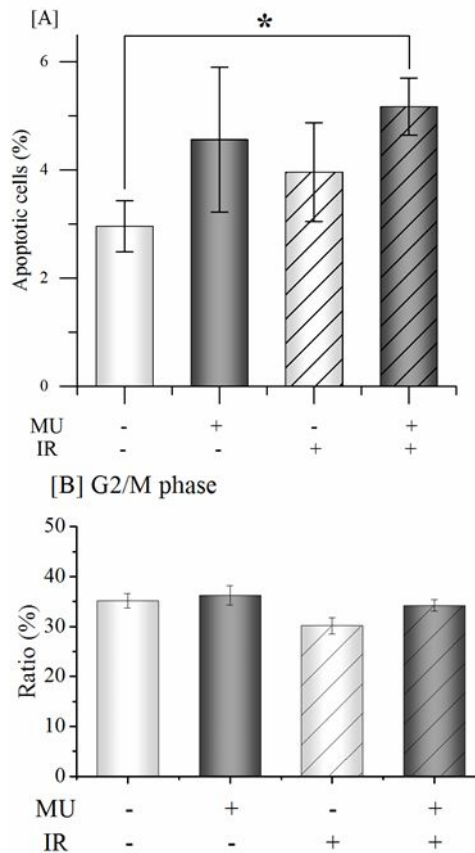 [A]
*
6
4
2
0
Apoptotic cells (%)
MU - + - +
IR - - + +
[B] G2/M phase
50
40
30
20
10
0
Ratio (%)
MU - + - +
IR - - + +